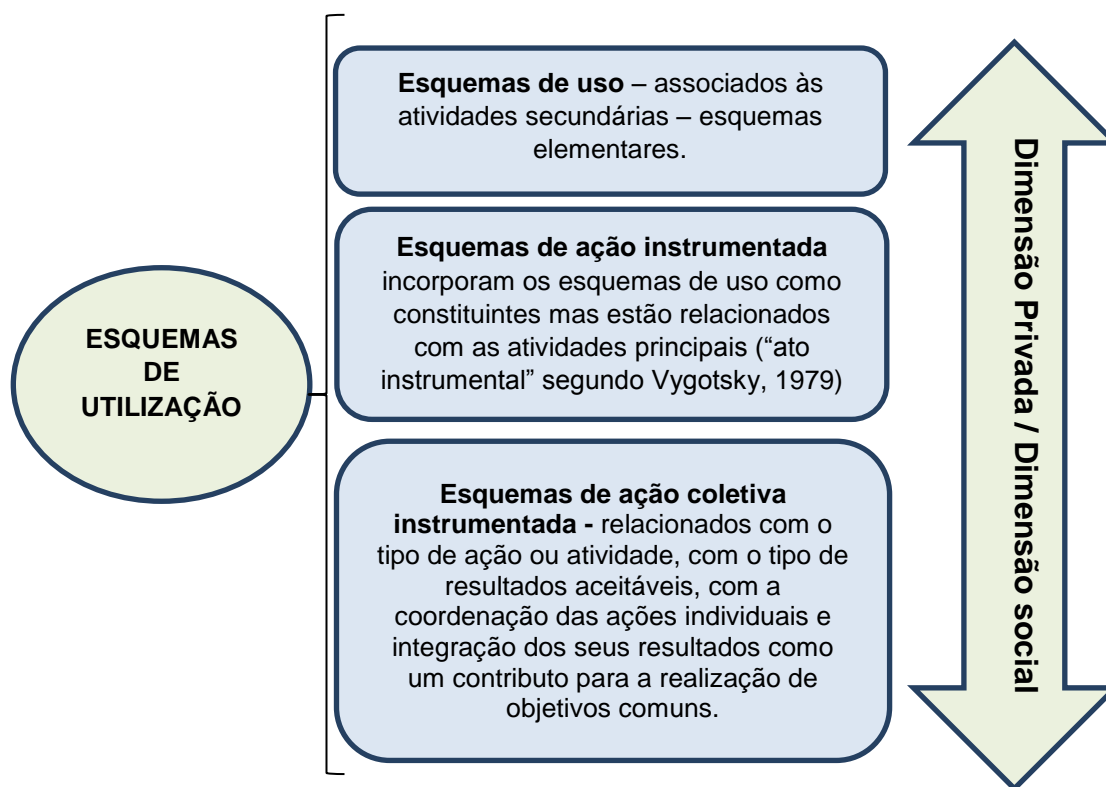 ESQUEMAS
DE
UTILIZAÇÃO
Esquemas de uso – associados às
atividades secundárias – esquemas
elementares.
Esquemas de ação instrumentada
incorporam os esquemas de uso como
constituintes mas estão relacionados
com as atividades principais (“ato
instrumental” segundo Vygotsky, 1979)
Esquemas de ação coletiva
instrumentada - relacionados com o
tipo de ação ou atividade, com o tipo de
resultados aceitáveis, com a
coordenação das ações individuais e
integração dos seus resultados como
um contributo para a realização de
objetivos comuns.
Dimensão Privada / Dimensão social